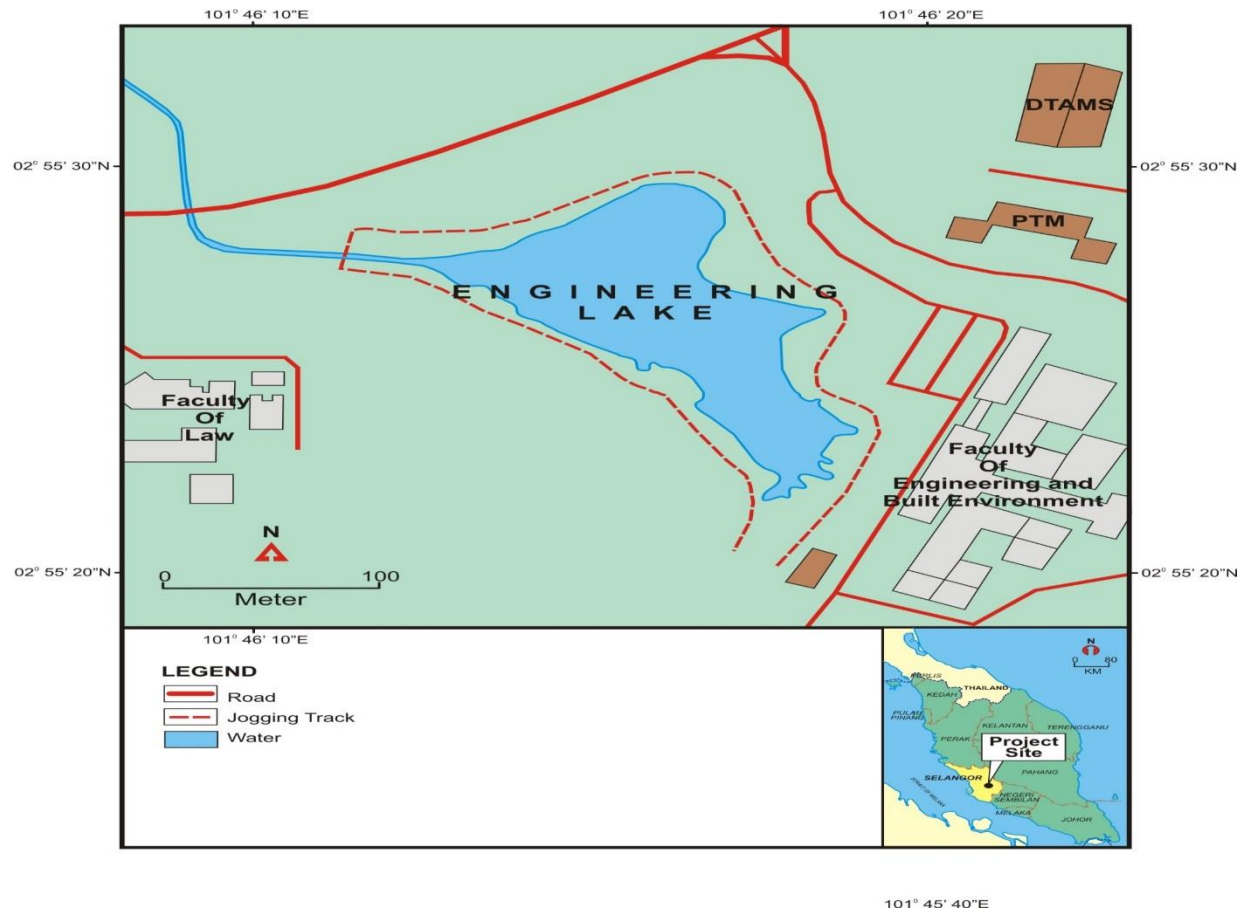 101° 46' 10"E
101° 46' 20"E
02° 55' 30"N
02° 55' 30"N
DTAMS
PTM
ENGINEERING
LAKE
Faculty
Of
Law
Faculty
Of
Engineering and
Built Environment
N
0 100
Meter
02° 55' 20"N
02° 55' 20"N
101° 46' 10"E
LEGEND
Road
Jogging Track
Water
N
0 80
KM
PERLIS
THAILAND
KEDAH
PULAU
PINANG
KELANTAN
TERENGGANU
PERAK
Project
Site
SELANGOR
PAHANG
NEGERI
SEMBILAN
MELAKA
JOHOR
101° 45' 40"E